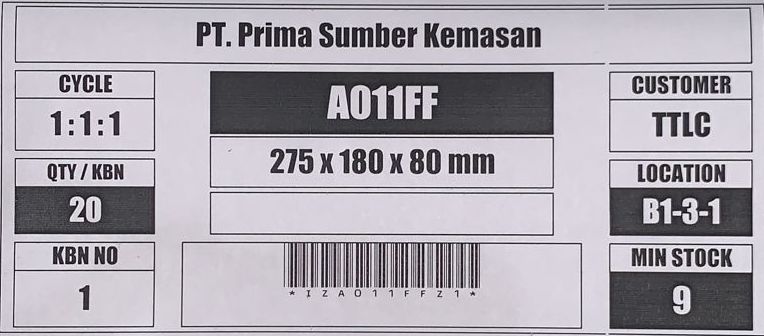 PT. Prima Sumber Kemasan
CYCLE
1:1:1
QTY / KBN
20
KBN NO
1
A011FF
275 x 180 x 80 mm
*IZA011FFZ1*
CUSTOMER
TTLC
LOCATION
B1-3-1
MIN STOCK
9